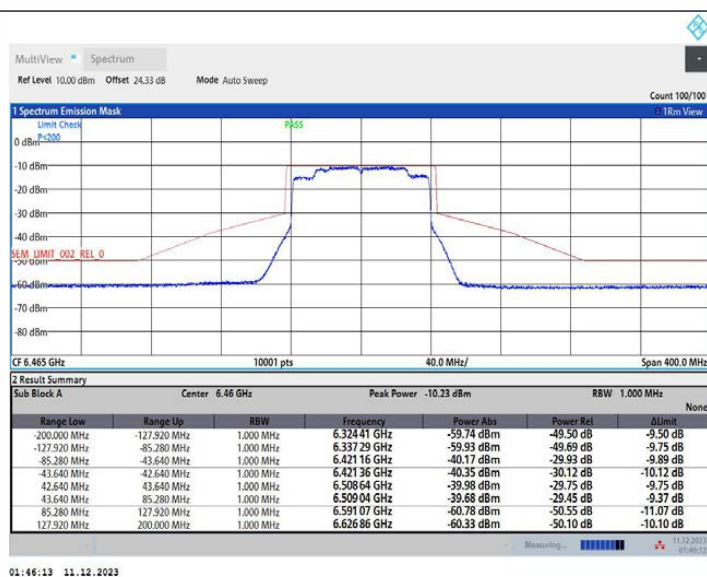 MultiView Spectrum
Ref Level 10.00 dBm Offset 24.33 dB Mode Auto Sweep
Count 100/100
1 Spectrum Emission Mask 1Rm View
Limit Check PASS
P<200
0 dBm
-10 dBm
-20 dBm
-30 dBm
-40 dBm
SEM_LIMIT_002_REL_0
-50 dBm
-60 dBm
-70 dBm
-80 dBm
CF 6.465 GHz 10001 pts 40.0 MHz/ Span 400.0 MHz
2 Result Summary
Sub Block A Center 6.46 GHz Peak Power -10.23 dBm RBW 1.000 MHz
None
Range Low Range Up RBW Frequency Power Abs Power Rel ΔLimit
-200.000 MHz -127.920 MHz 1.000 MHz 6.324 41 GHz -59.74 dBm -49.50 dB -9.50 dB
-127.920 MHz -85.280 MHz 1.000 MHz 6.337 29 GHz -59.93 dBm -49.69 dB -9.75 dB
-85.280 MHz -43.640 MHz 1.000 MHz 6.421 16 GHz -40.17 dBm -29.93 dB -9.89 dB
-43.640 MHz -42.640 MHz 1.000 MHz 6.421 36 GHz -40.35 dBm -30.12 dB -10.12 dB
42.640 MHz 43.640 MHz 1.000 MHz 6.508 64 GHz -39.98 dBm -29.75 dB -9.75 dB
43.640 MHz 85.280 MHz 1.000 MHz 6.509 04 GHz -39.68 dBm -29.45 dB -9.37 dB
85.280 MHz 127.920 MHz 1.000 MHz 6.591 07 GHz -60.78 dBm -50.55 dB -11.07 dB
127.920 MHz 200.000 MHz 1.000 MHz 6.626 86 GHz -60.33 dBm -50.10 dB -10.10 dB
Measuring... 11.12.2023
01:46:12
01:46:13 11.12.2023